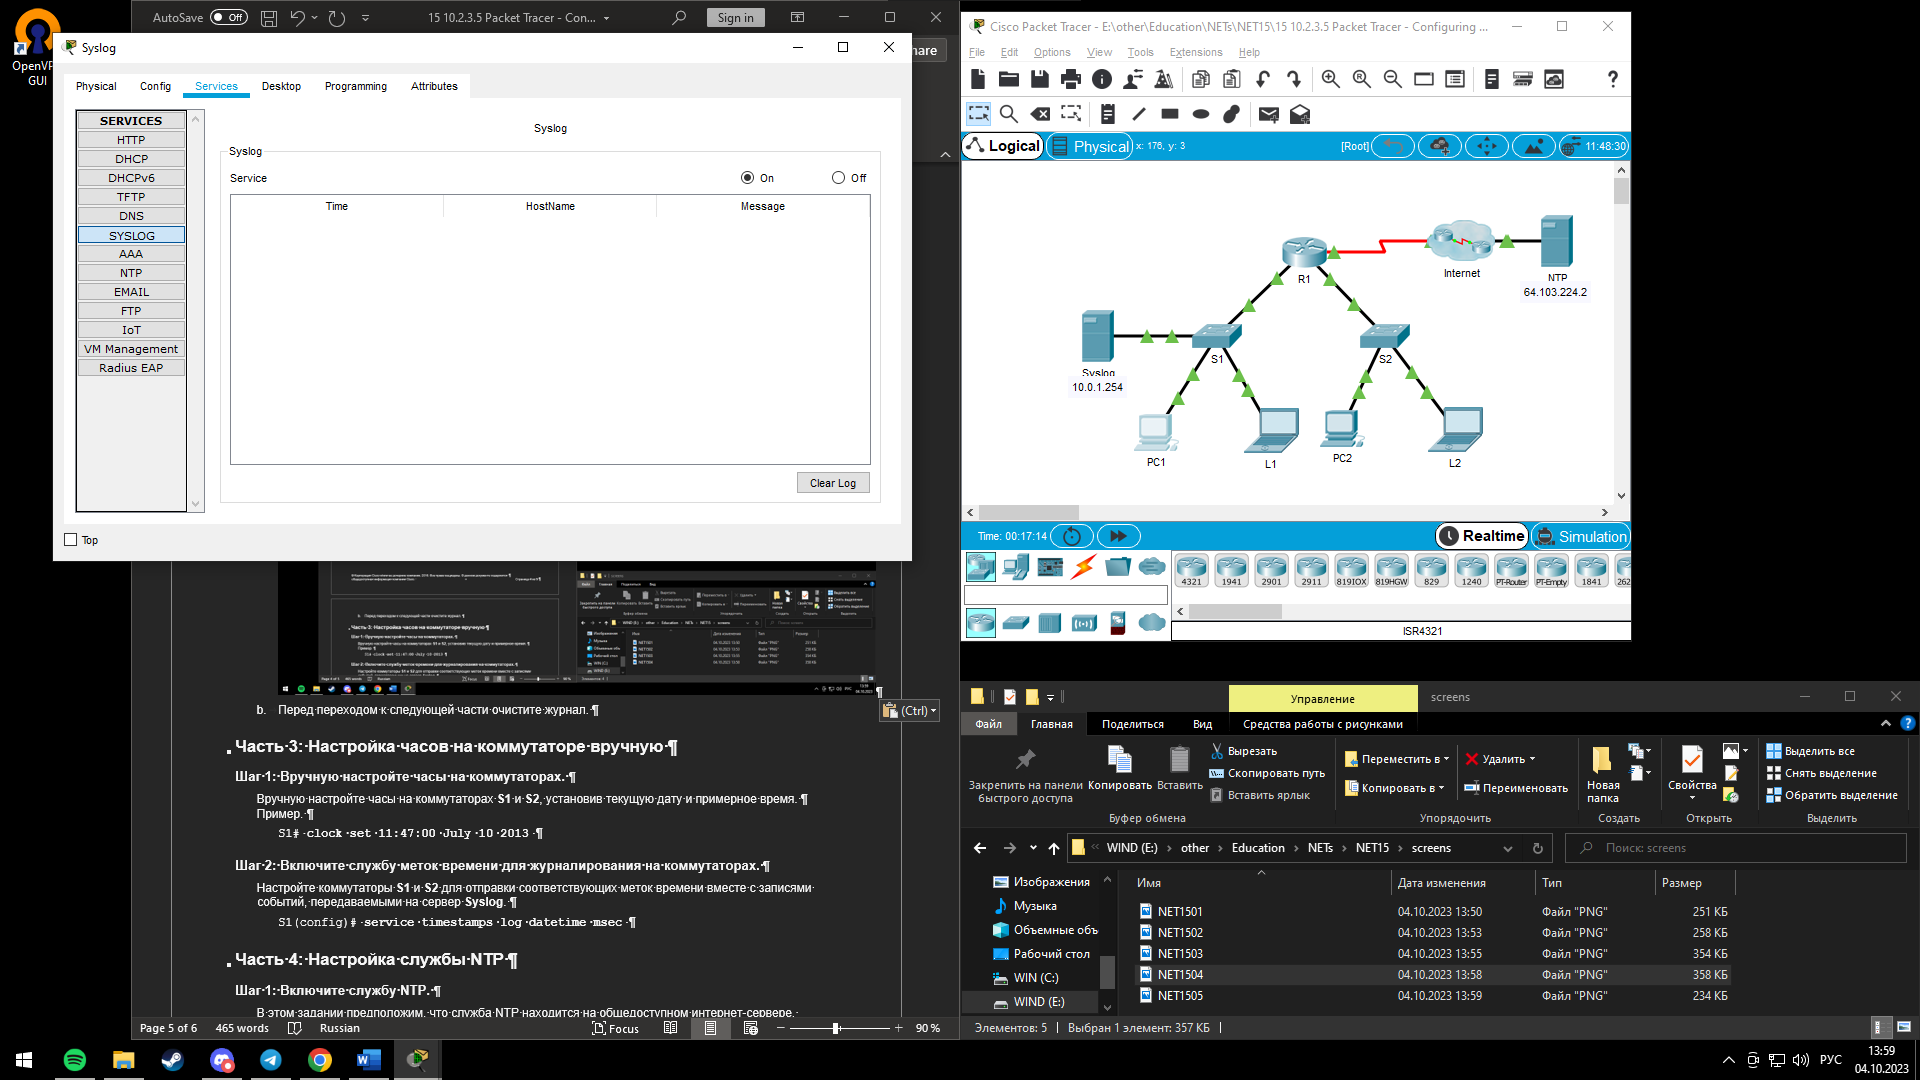 AutoSave Off 15 10.2.3.5 Packet Tracer - Con... Sign in
OpenVP
GUI
Syslog
Physical Config Services Desktop Programming Attributes
SERVICES
HTTP
DHCP
DHCPv6
TFTP
DNS
SYSLOG
AAA
NTP
EMAIL
FTP
IoT
VM Management
Radius EAP
Syslog
Syslog
Service On Off
Time HostName Message
Clear Log
Top
b. Перед·переходом·к·следующей·части·очистите·журнал.·¶
(Ctrl)
Часть·3:·Настройка·часов·на·коммутаторе·вручную·¶
Шаг·1:·Вручную·настройте·часы·на·коммутаторах.·¶
Вручную·настройте·часы·на·коммутаторах·S1·и·S2,·установив·текущую·дату·и·примерное·время.·¶
Пример.·¶
S1#·clock·set·11:47:00·July·10·2013·¶
Шаг·2:·Включите·службу·меток·времени·для·журналирования·на·коммутаторах.·¶
Настройте·коммутаторы·S1·и·S2·для·отправки·соответствующих·меток·времени·вместе·с·записями·
событий,·передаваемыми·на·сервер·Syslog.·¶
S1(config)#·service·timestamps·log·datetime·msec·¶
Часть·4:·Настройка·службы·NTP·¶
Шаг·1:·Включите·службу·NTP.·¶
В·этом·задании·предположим,·что·служба·NTP·находится·на·общедоступном·интернет-сервере.·
Page 5 of 6 465 words Russian Focus 90 %
Cisco Packet Tracer - E:\other\Education\NETs\NET15\15 10.2.3.5 Packet Tracer - Configuring ...
File Edit Options View Tools Extensions Help
Logical Physical x: 176, y: 3 [Root] 11:48:30
R1
Internet
NTP
64.103.224.2
Syslog
10.0.1.254
S1
S2
PC1
L1
PC2
L2
Time: 00:17:14 Realtime Simulation
4321 1941 2901 2911 819IOX 819HGW 829 1240 PT-Router PT-Empty 1841 262
ISR4321
Управление screens
Файл Главная Поделиться Вид Средства работы с рисунками
Закрепить на панели
быстрого доступа
Копировать
Вставить
Вырезать
Скопировать путь
Вставить ярлык
Переместить в
Копировать в
Удалить
Переименовать
Новая
папка
Свойства
Выделить все
Снять выделение
Обратить выделение
Буфер обмена Упорядочить Создать Открыть Выделить
WIND (E:) other Education NETs NET15 screens Поиск: screens
Изображения
Музыка
Объемные объ
Рабочий стол
WIN (C:)
WIND (E:)
Имя Дата изменения Тип Размер
NET1501 04.10.2023 13:50 Файл "PNG" 251 КБ
NET1502 04.10.2023 13:53 Файл "PNG" 258 КБ
NET1503 04.10.2023 13:55 Файл "PNG" 354 КБ
NET1504 04.10.2023 13:58 Файл "PNG" 358 КБ
NET1505 04.10.2023 13:59 Файл "PNG" 234 КБ
Элементов: 5 Выбран 1 элемент: 357 КБ
РУС
13:59
04.10.2023